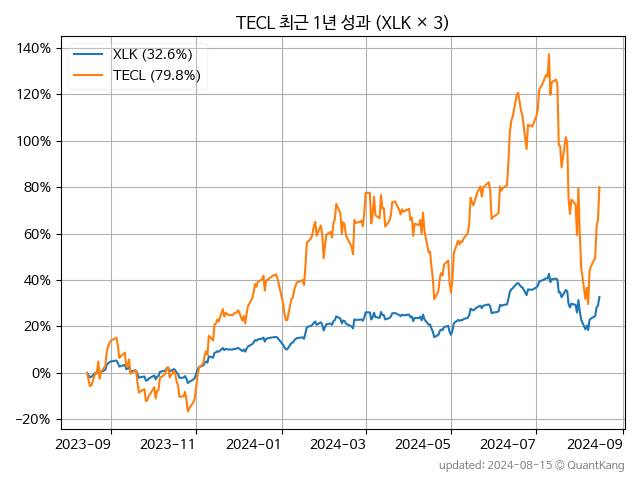 TECL 최근 1년 성과 (XLK × 3)
140%
120%
100%
80%
60%
40%
20%
0%
−20%
XLK (32.6%)
TECL (79.8%)
2023-09 2023-11 2024-01 2024-03 2024-05 2024-07 2024-09
updated: 2024-08-15 © QuantKang